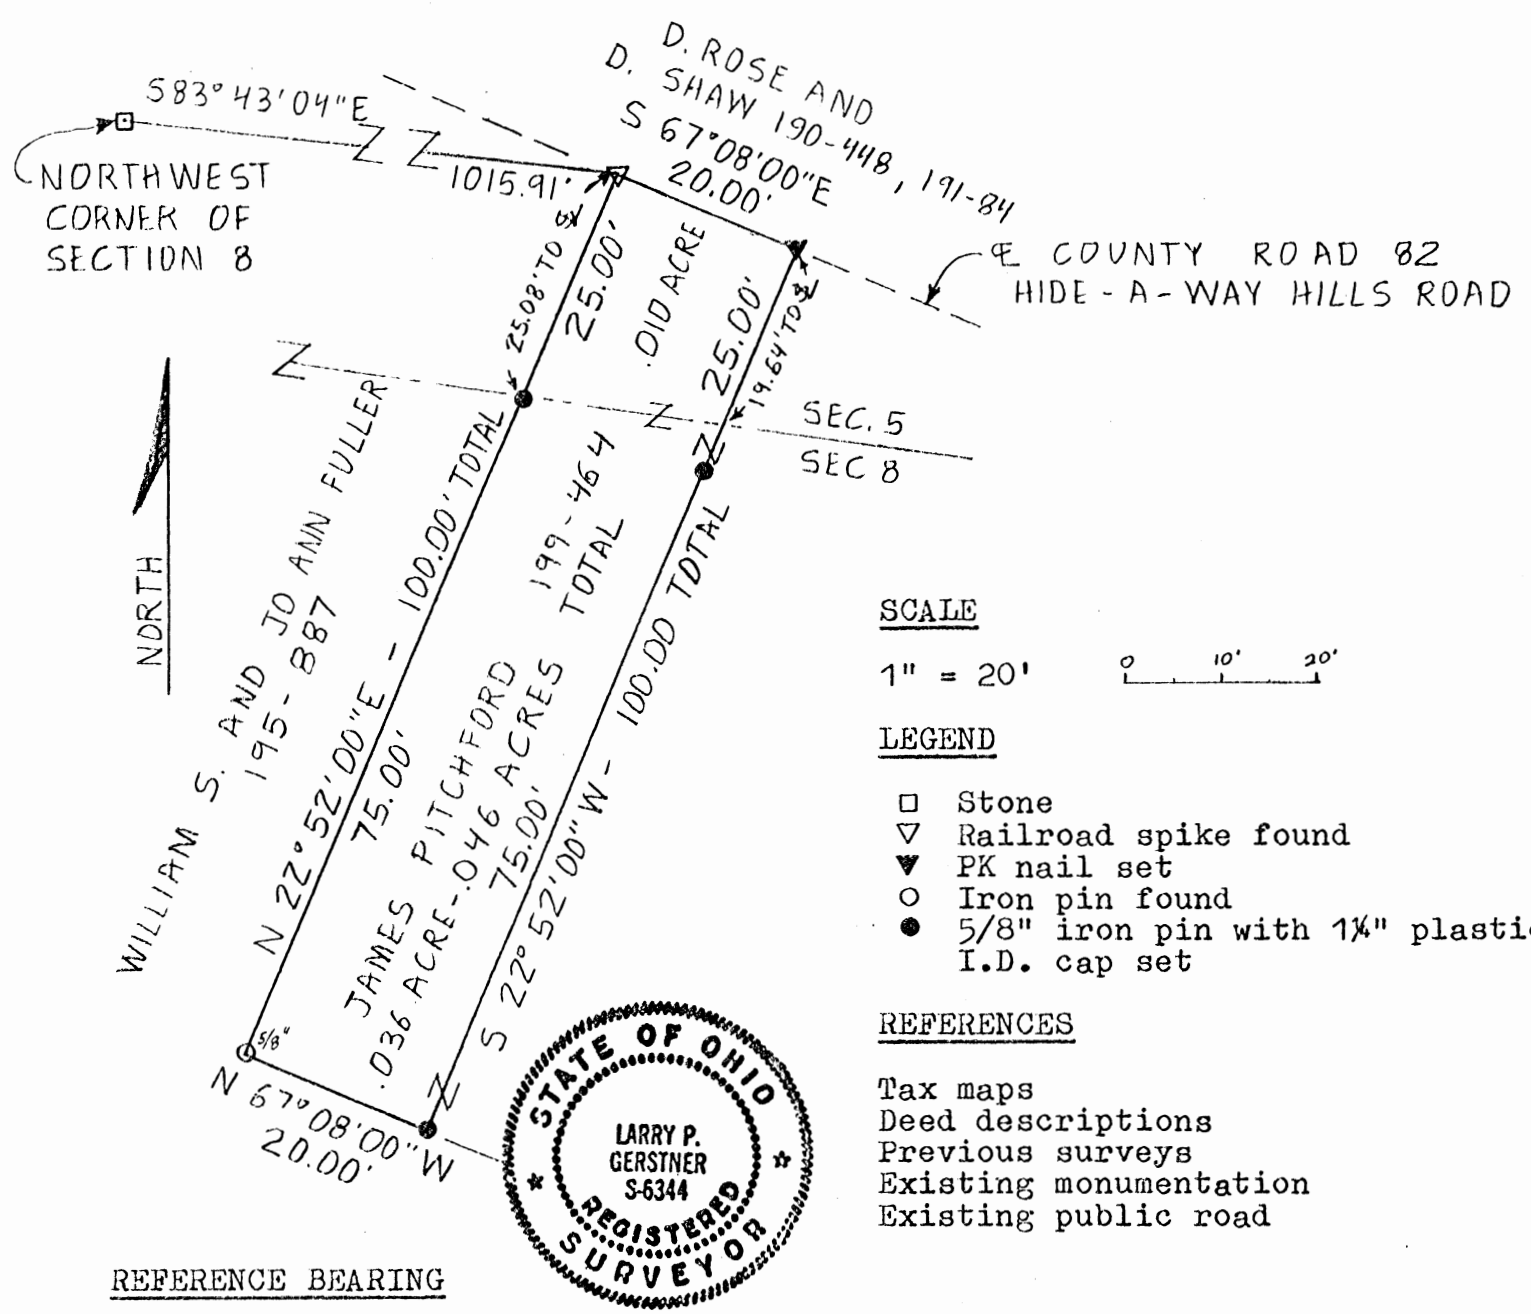 D. ROSE AND
D. SHAW 190-448, 191-84
S 67°08'00"E
20.00'
S83°43'04"E
1015.91'
NORTHWEST
CORNER OF
SECTION 8
℄ COUNTY ROAD 82
HIDE-A-WAY HILLS ROAD
25.08' TO ℄
25.00'
.010 ACRE
25.00'
19.64' TO ℄
SEC. 5
SEC 8
NORTH
WILLIAM S. AND JO ANN FULLER
195-887
N 22°52'00"E - 100.00' TOTAL
75.00'
JAMES PITCHFORD 199-464
.036 ACRE-.046 ACRES TOTAL
75.00'
S 22°52'00"W - 100.00 TOTAL
5/8"
N 67°08'00"W
20.00'
STATE OF OHIO
LARRY P.
GERSTNER
S-6344
REGISTERED
SURVEYOR
SCALE
1" = 20'
0 10' 20'
LEGEND
Stone
Railroad spike found
PK nail set
Iron pin found
5/8" iron pin with 1¼" plastic
I.D. cap set
REFERENCES
Tax maps
Deed descriptions
Previous surveys
Existing monumentation
Existing public road
REFERENCE BEARING